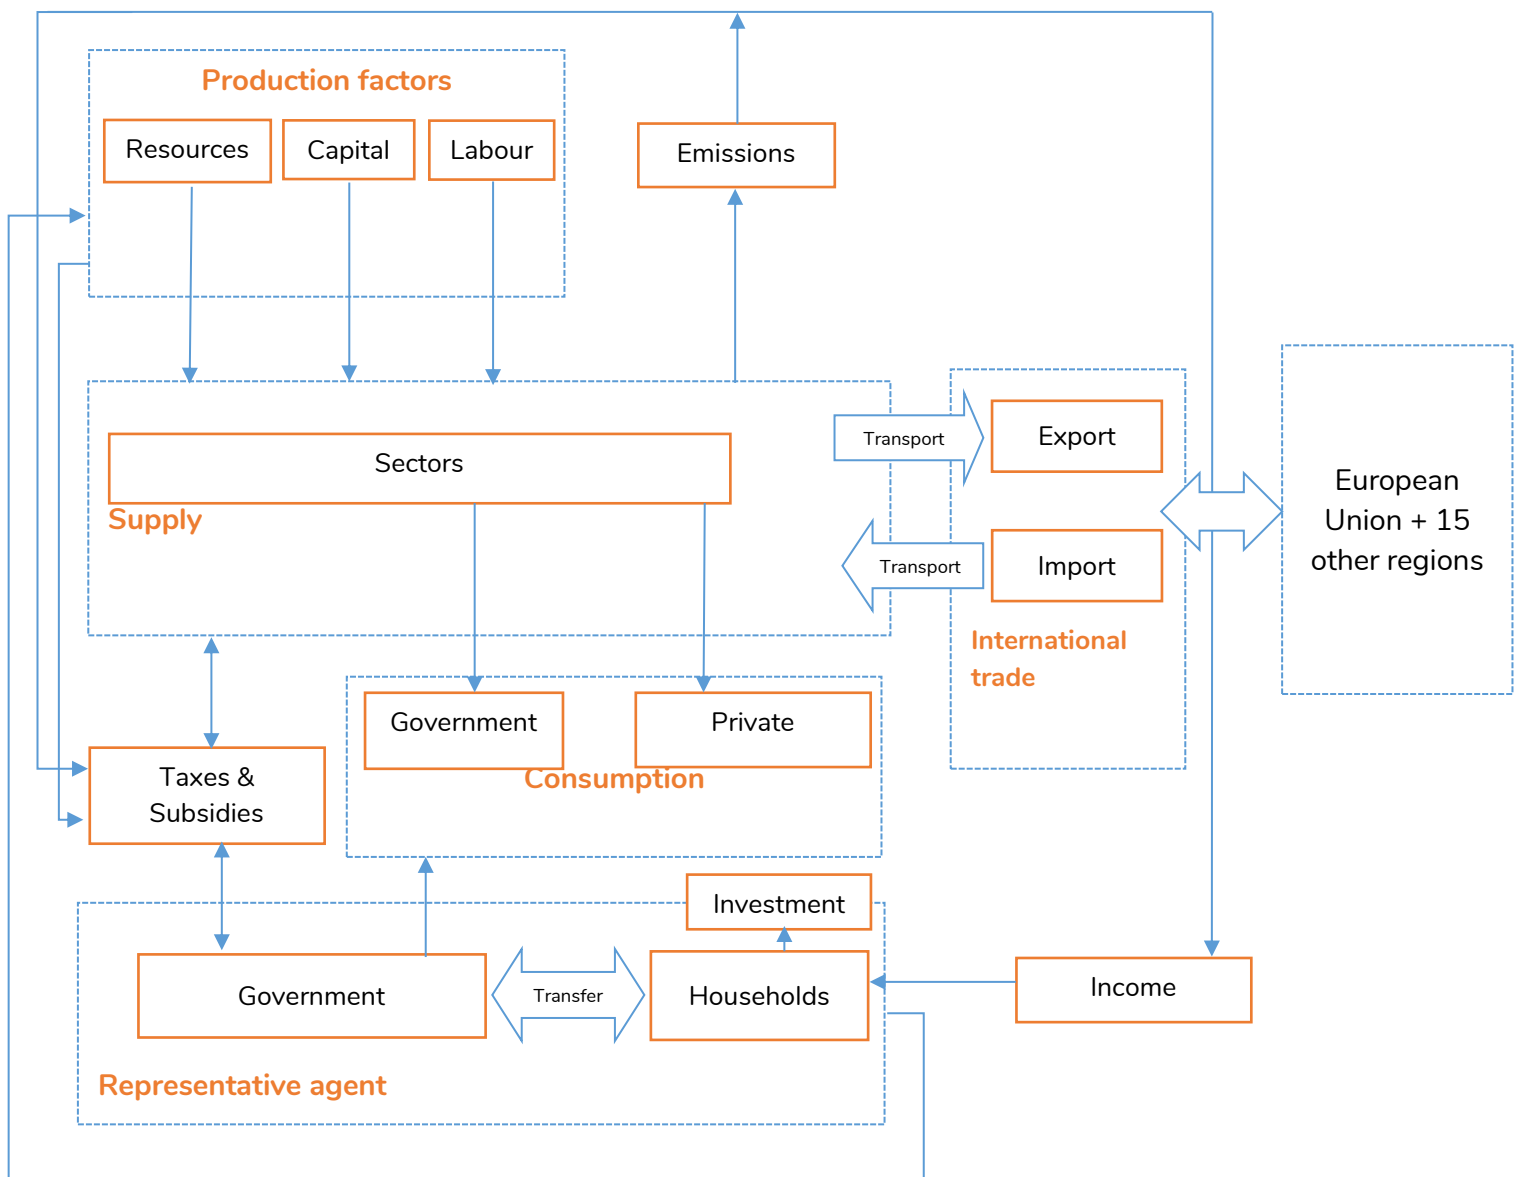 Production factors
Resources
Capital
Labour
Emissions
Sectors
Supply
Transport
Export
Transport
Import
International
trade
European
Union + 15
other regions
Government
Private
Consumption
Taxes &
Subsidies
Investment
Government
Transfer
Households
Income
Representative agent